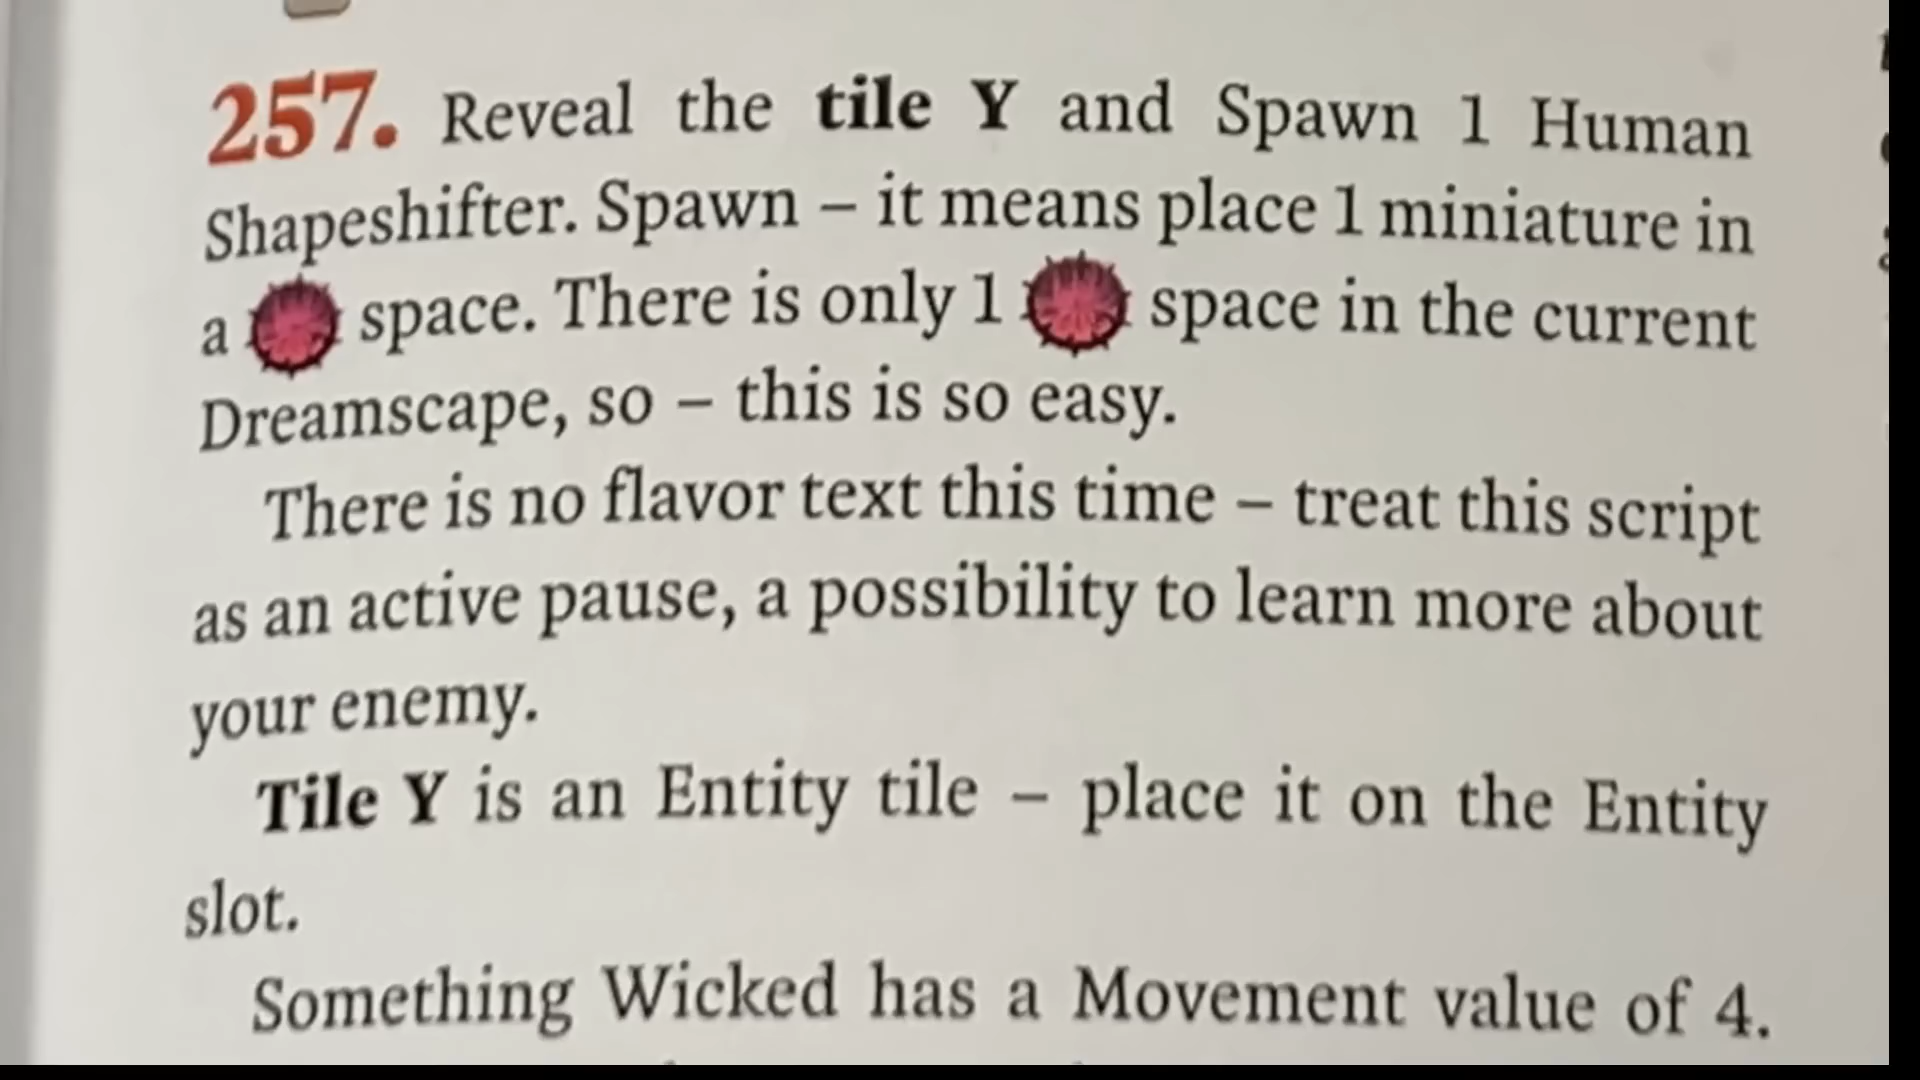 257. Reveal the tile Y and Spawn 1 Human
Shapeshifter. Spawn – it means place 1 miniature in
a space. There is only 1 space in the current
Dreamscape, so – this is so easy.
There is no flavor text this time – treat this script
as an active pause, a possibility to learn more about
your enemy.
Tile Y is an Entity tile – place it on the Entity
slot.
Something Wicked has a Movement value of 4.